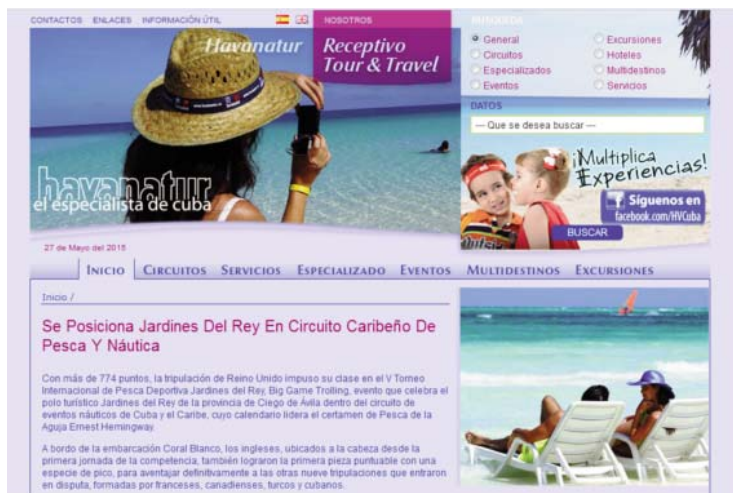 CONTACTOS ENLACES INFORMACIÓN ÚTIL
NOSOTROS
Havanatur
Receptivo
Tour & Travel
BÚSQUEDA
General
Excursiones
Circuitos
Hoteles
Especializados
Multidestinos
Eventos
Servicios
DATOS
--- Que se desea buscar ---
¡Multiplica
Experiencias!
Síguenos en
facebook.com/HVCuba
BUSCAR
havanatur
el especialista de cuba
27 de Mayo del 2015
INICIO CIRCUITOS SERVICIOS ESPECIALIZADO EVENTOS MULTIDESTINOS EXCURSIONES
Inicio /
Se Posiciona Jardines Del Rey En Circuito Caribeño De
Pesca Y Náutica
Con más de 774 puntos, la tripulación de Reino Unido impuso su clase en el V Torneo
Internacional de Pesca Deportiva Jardines del Rey, Big Game Trolling, evento que celebra el
polo turístico Jardines del Rey de la provincia de Ciego de Ávila dentro del circuito de
eventos náuticos de Cuba y el Caribe, cuyo calendario lidera el certamen de Pesca de la
Aguja Ernest Hemingway.
A bordo de la embarcación Coral Blanco, los ingleses, ubicados a la cabeza desde la
primera jornada de la competencia, también lograron la primera pieza puntuable con una
especie de pico, para aventajar definitivamente a las otras nueve tripulaciones que entraron
en disputa, formadas por franceses, canadienses, turcos y cubanos.